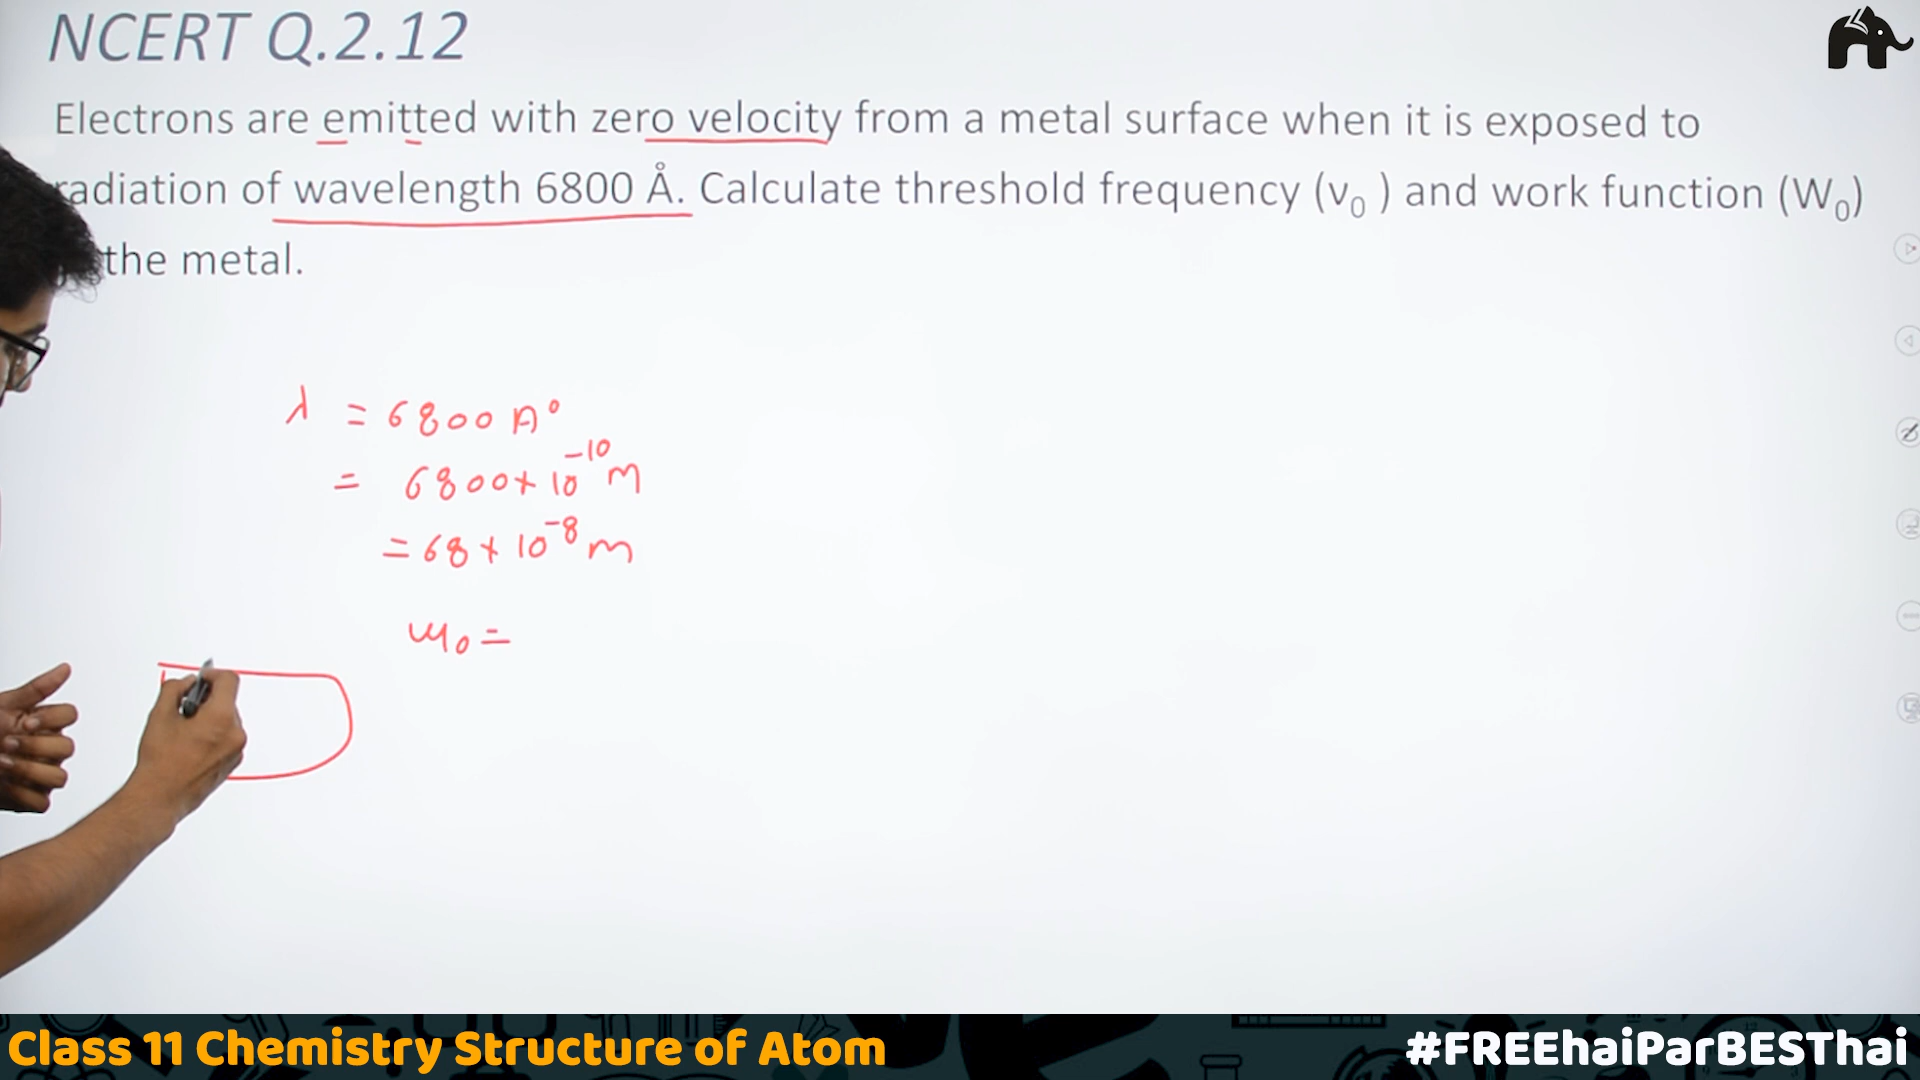 NCERT Q.2.12
Electrons are emitted with zero velocity from a metal surface when it is exposed to
radiation of wavelength 6800 Å. Calculate threshold frequency (ν₀ ) and work function (W₀)
the metal.
λ = 6800 A°
= 6800 × 10⁻¹⁰ m
= 68 × 10⁻⁸ m
W₀ =
Class 11 Chemistry Structure of Atom
#FREEhaiParBESThai